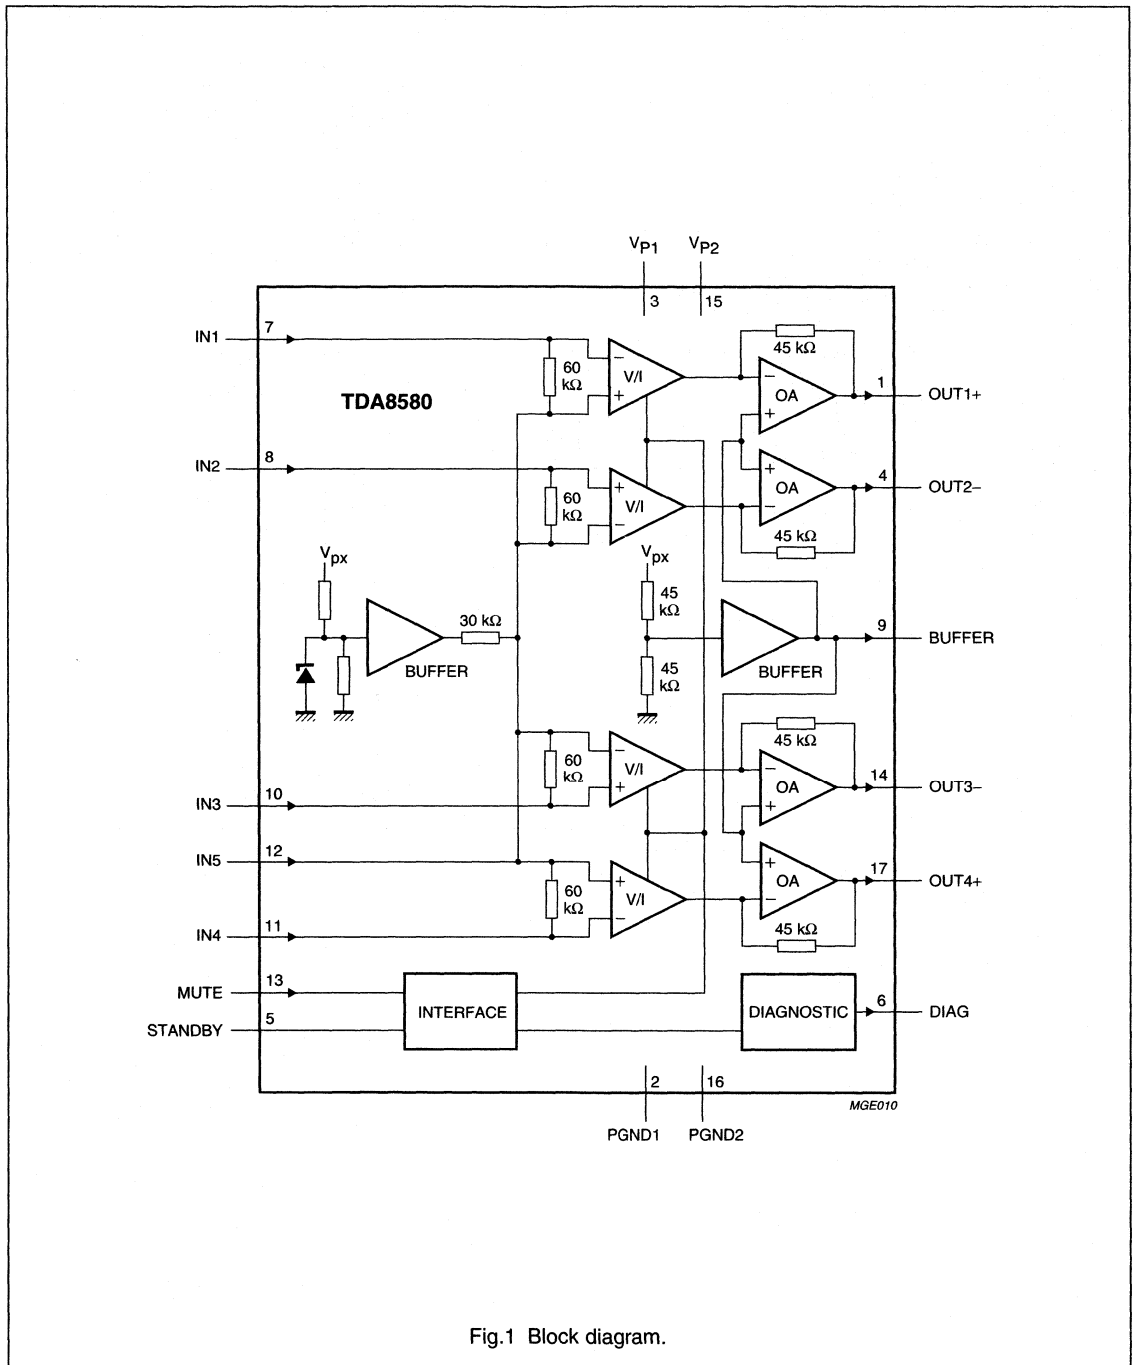 VP1 VP2
3 15
IN1 7
45 kΩ
60 kΩ
V/I
− +
TDA8580
− +
OA
1 OUT1+
IN2 8
60 kΩ
+ −
V/I
+ −
OA
4 OUT2−
45 kΩ
Vpx
Vpx
45 kΩ
30 kΩ
BUFFER
45 kΩ
BUFFER
9 BUFFER
60 kΩ
− +
V/I
45 kΩ
− +
OA
14 OUT3−
IN3 10
IN5 12
60 kΩ
+ −
V/I
+ −
OA
17 OUT4+
45 kΩ
IN4 11
MUTE 13
STANDBY 5
INTERFACE
DIAGNOSTIC
6 DIAG
2 16
MGE010
PGND1 PGND2
Fig.1 Block diagram.